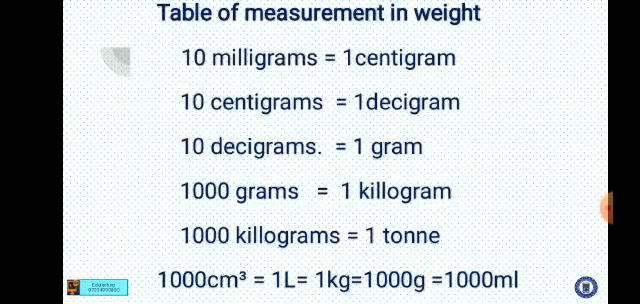 Table of measurement in weight
10 milligrams = 1centigram
10 centigrams = 1decigram
10 decigrams. = 1 gram
1000 grams = 1 killogram
1000 killograms = 1 tonne
1000cm³ = 1L= 1kg=1000g =1000ml